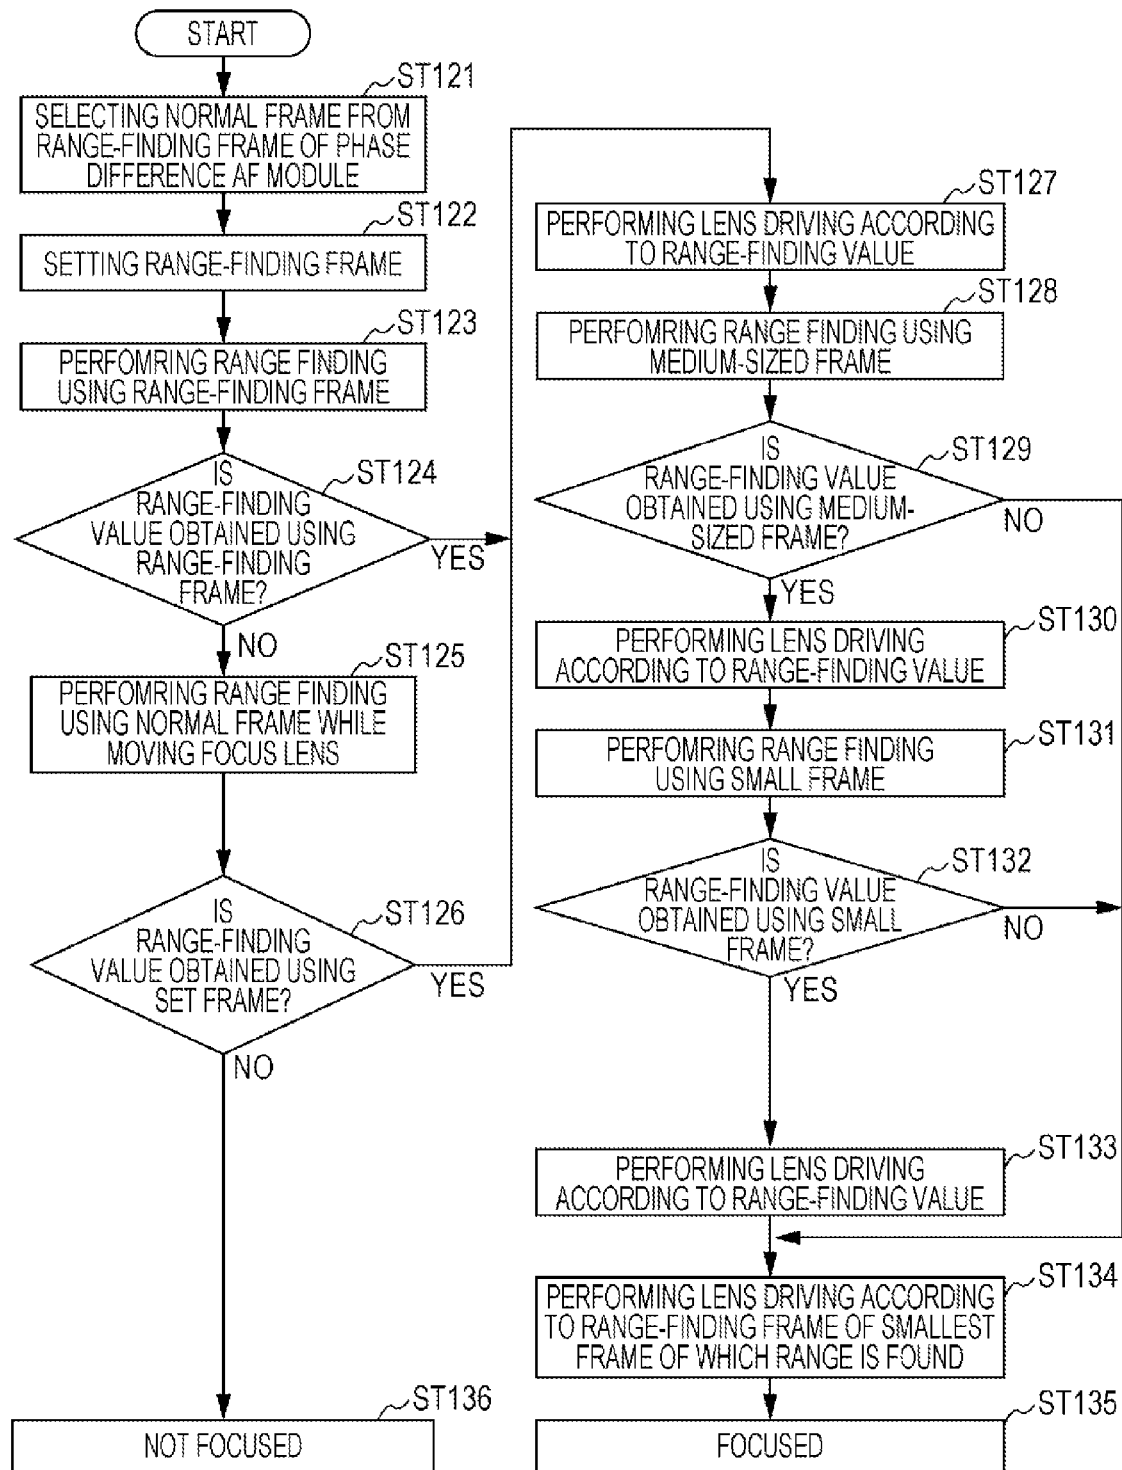 START
ST121
SELECTING NORMAL FRAME FROM
RANGE-FINDING FRAME OF PHASE
DIFFERENCE AF MODULE
ST122
SETTING RANGE-FINDING FRAME
ST123
PERFOMRING RANGE FINDING
USING RANGE-FINDING FRAME
ST124
IS
RANGE-FINDING
VALUE OBTAINED USING
RANGE-FINDING
FRAME?
YES
NO
ST125
PERFOMRING RANGE FINDING
USING NORMAL FRAME WHILE
MOVING FOCUS LENS
ST126
IS
RANGE-FINDING
VALUE OBTAINED USING
SET FRAME?
YES
NO
ST136
NOT FOCUSED
ST127
PERFORMING LENS DRIVING ACCORDING
TO RANGE-FINDING VALUE
ST128
PERFOMRING RANGE FINDING USING
MEDIUM-SIZED FRAME
ST129
IS
RANGE-FINDING VALUE
OBTAINED USING MEDIUM-
SIZED FRAME?
NO
YES
ST130
PERFORMING LENS DRIVING
ACCORDING TO RANGE-FINDING VALUE
ST131
PERFOMRING RANGE FINDING
USING SMALL FRAME
ST132
IS
RANGE-FINDING VALUE
OBTAINED USING SMALL
FRAME?
NO
YES
ST133
PERFORMING LENS DRIVING
ACCORDING TO RANGE-FINDING VALUE
ST134
PERFORMING LENS DRIVING ACCORDING
TO RANGE-FINDING FRAME OF SMALLEST
FRAME OF WHICH RANGE IS FOUND
ST135
FOCUSED